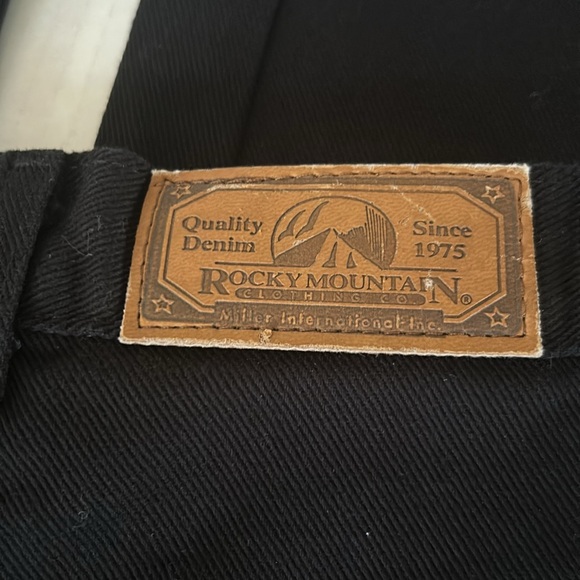 Quality
Denim
Since
1975
ROCKY MOUNTAIN®
CLOTHING CO.
Miller International Inc.